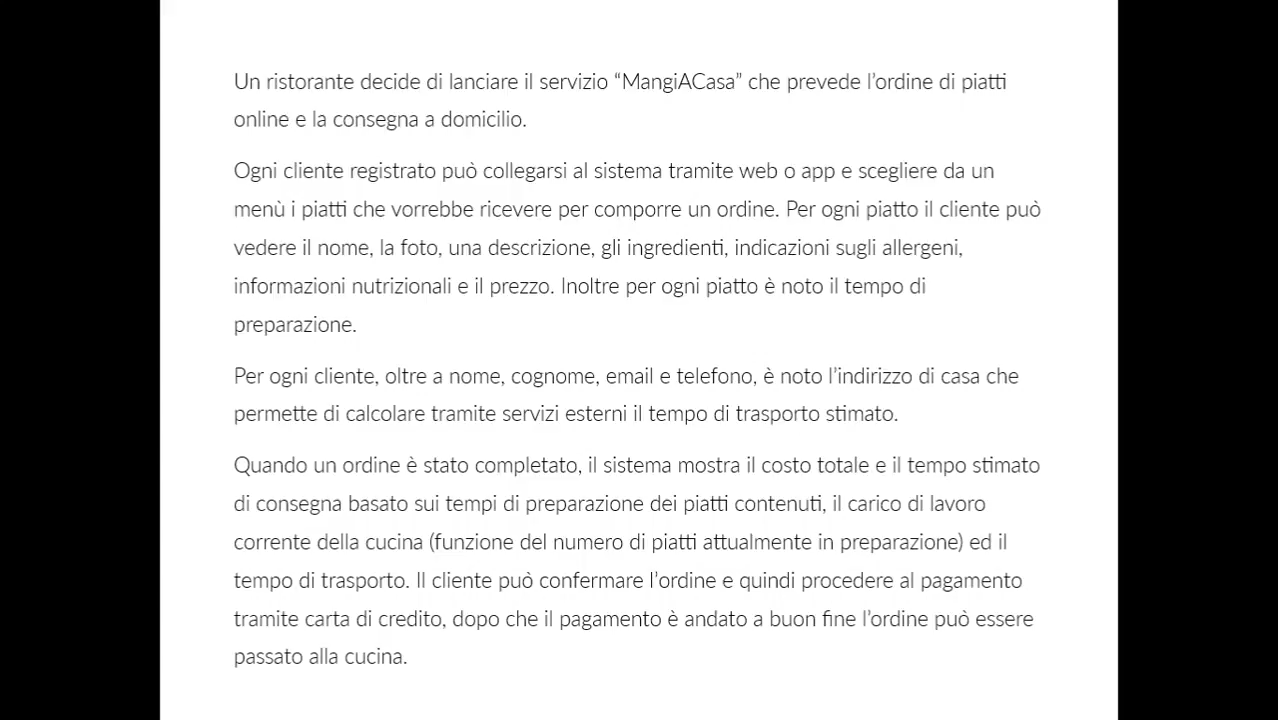 Un ristorante decide di lanciare il servizio “MangiACasa” che prevede l’ordine di piatti
online e la consegna a domicilio.
Ogni cliente registrato può collegarsi al sistema tramite web o app e scegliere da un
menù i piatti che vorrebbe ricevere per comporre un ordine. Per ogni piatto il cliente può
vedere il nome, la foto, una descrizione, gli ingredienti, indicazioni sugli allergeni,
informazioni nutrizionali e il prezzo. Inoltre per ogni piatto è noto il tempo di
preparazione.
Per ogni cliente, oltre a nome, cognome, email e telefono, è noto l’indirizzo di casa che
permette di calcolare tramite servizi esterni il tempo di trasporto stimato.
Quando un ordine è stato completato, il sistema mostra il costo totale e il tempo stimato
di consegna basato sui tempi di preparazione dei piatti contenuti, il carico di lavoro
corrente della cucina (funzione del numero di piatti attualmente in preparazione) ed il
tempo di trasporto. Il cliente può confermare l’ordine e quindi procedere al pagamento
tramite carta di credito, dopo che il pagamento è andato a buon fine l’ordine può essere
passato alla cucina.